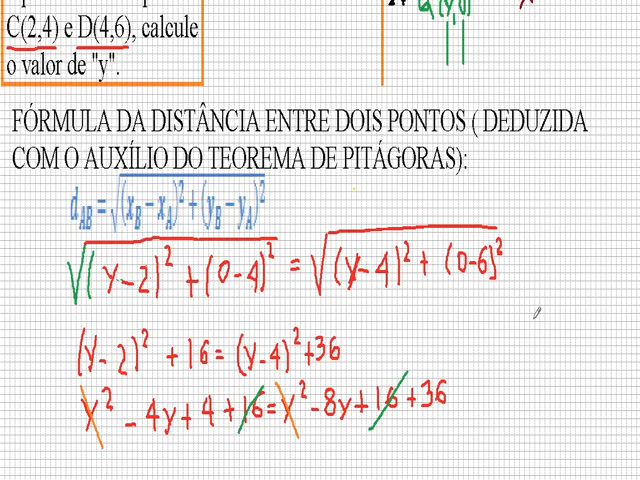 C(2,4) e D(4,6), calcule
o valor de "y".
(y, 0)
FÓRMULA DA DISTÂNCIA ENTRE DOIS PONTOS ( DEDUZIDA
COM O AUXÍLIO DO TEOREMA DE PITÁGORAS):
d_AB = √(x_B − x_A)² + (y_B − y_A)²
√(y − 2)² + (0 − 4)² = √(y − 4)² + (0 − 6)²
(y − 2)² + 16 = (y − 4)² + 36
y² − 4y + 4 + 16 = y² − 8y + 16 + 36